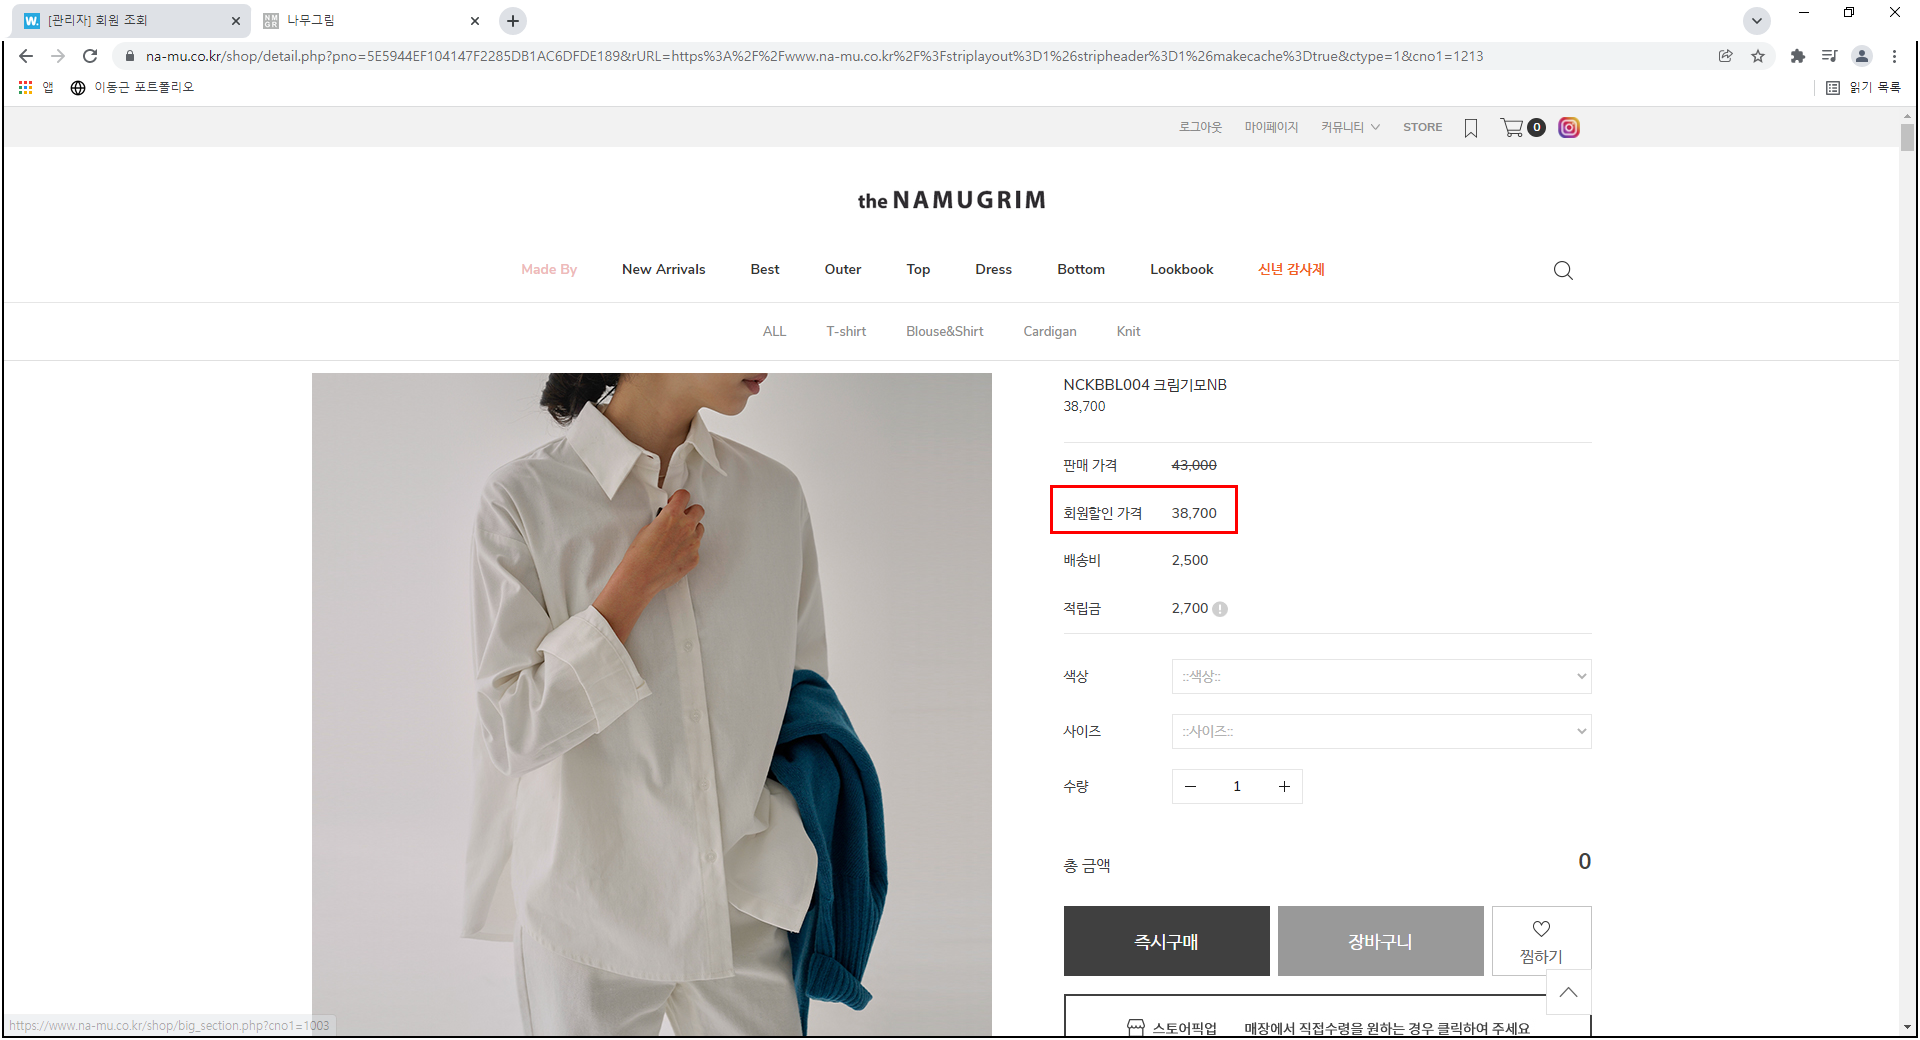 [관리자] 회원 조회
나무그림
na-mu.co.kr/shop/detail.php?pno=5E5944EF104147F2285DB1AC6DFDE189&rURL=https%3A%2F%2Fwww.na-mu.co.kr%2F%3Fstriplayout%3D1%26stripheader%3D1%26makecache%3Dtrue&ctype=1&cno1=1213
앱 이동근 포트폴리오 읽기 목록
로그아웃 마이페이지 커뮤니티 STORE 0
the NAMUGRIM
Made By New Arrivals Best Outer Top Dress Bottom Lookbook 신년 감사제
ALL T-shirt Blouse&Shirt Cardigan Knit
NCKBBL004 크림기모NB
38,700
판매 가격 43,000
회원할인 가격 38,700
배송비 2,500
적립금 2,700
색상 ::색상::
사이즈 ::사이즈::
수량 1
총 금액 0
즉시구매 장바구니 찜하기
스토어픽업 매장에서 직접수령을 원하는 경우 클릭하여 주세요
https://www.na-mu.co.kr/shop/big_section.php?cno1=1003